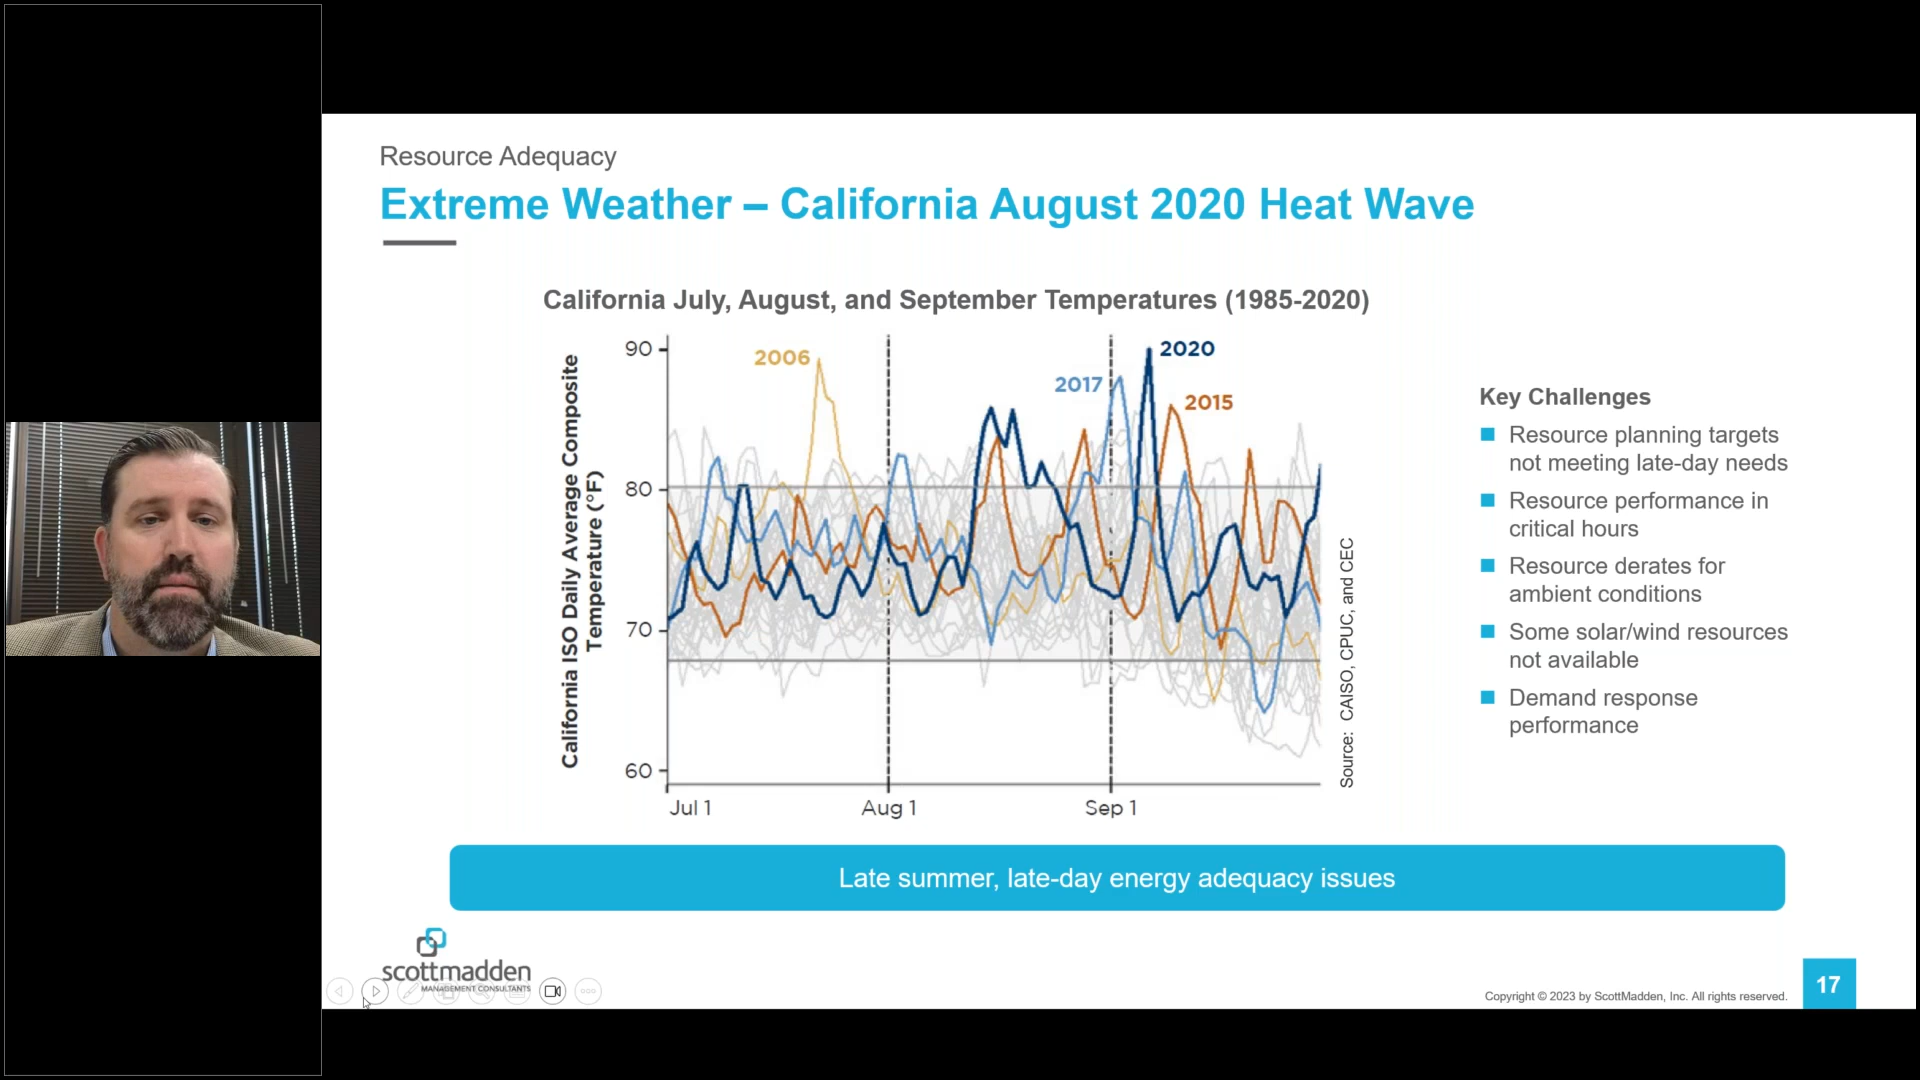 Resource Adequacy
Extreme Weather – California August 2020 Heat Wave
California July, August, and September Temperatures (1985-2020)
California ISO Daily Average Composite
Temperature (°F)
90
80
70
60
2006
2017
2020
2015
Jul 1
Aug 1
Sep 1
Source: CAISO, CPUC, and CEC
Key Challenges
Resource planning targets
not meeting late-day needs
Resource performance in
critical hours
Resource derates for
ambient conditions
Some solar/wind resources
not available
Demand response
performance
Late summer, late-day energy adequacy issues
scottmadden
MANAGEMENT CONSULTANTS
Copyright © 2023 by ScottMadden, Inc. All rights reserved.
17